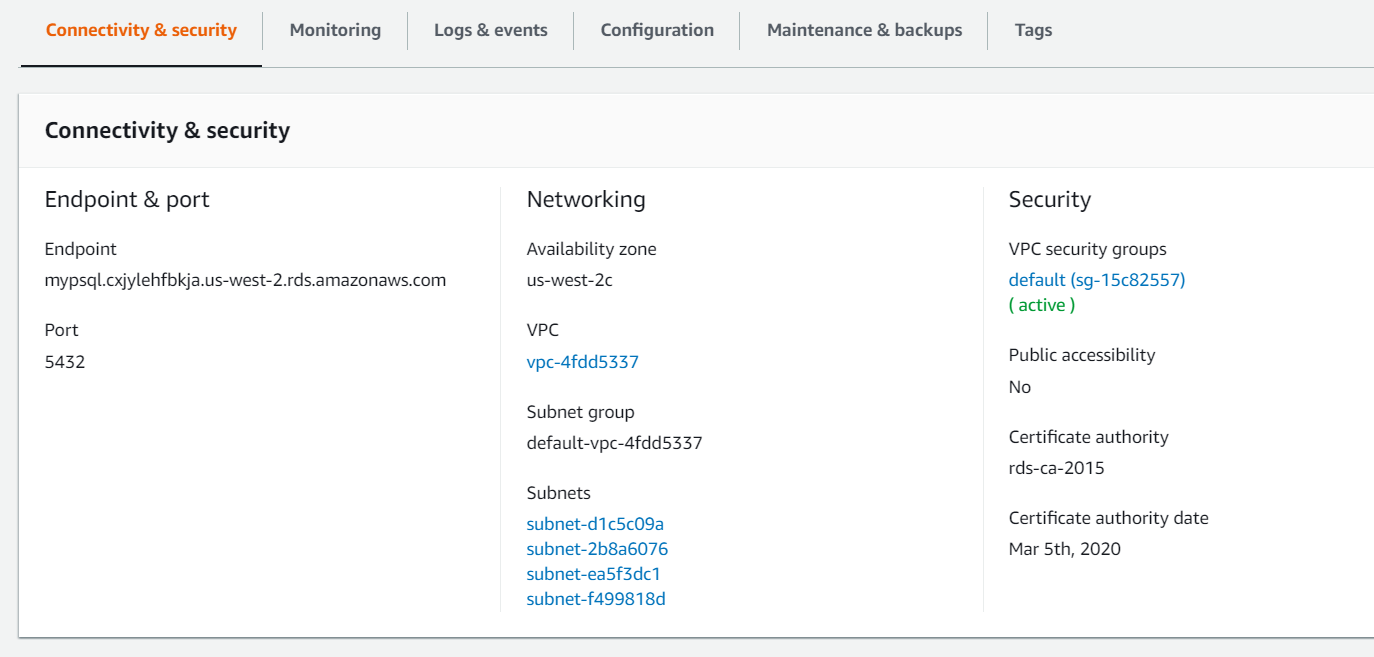 Connectivity & security
Monitoring
Logs & events
Configuration
Maintenance & backups
Tags
Connectivity & security
Endpoint & port
Endpoint
mypsql.cxjylehfbkja.us-west-2.rds.amazonaws.com
Port
5432
Networking
Availability zone
us-west-2c
VPC
vpc-4fdd5337
Subnet group
default-vpc-4fdd5337
Subnets
subnet-d1c5c09a
subnet-2b8a6076
subnet-ea5f3dc1
subnet-f499818d
Security
VPC security groups
default (sg-15c82557)
( active )
Public accessibility
No
Certificate authority
rds-ca-2015
Certificate authority date
Mar 5th, 2020